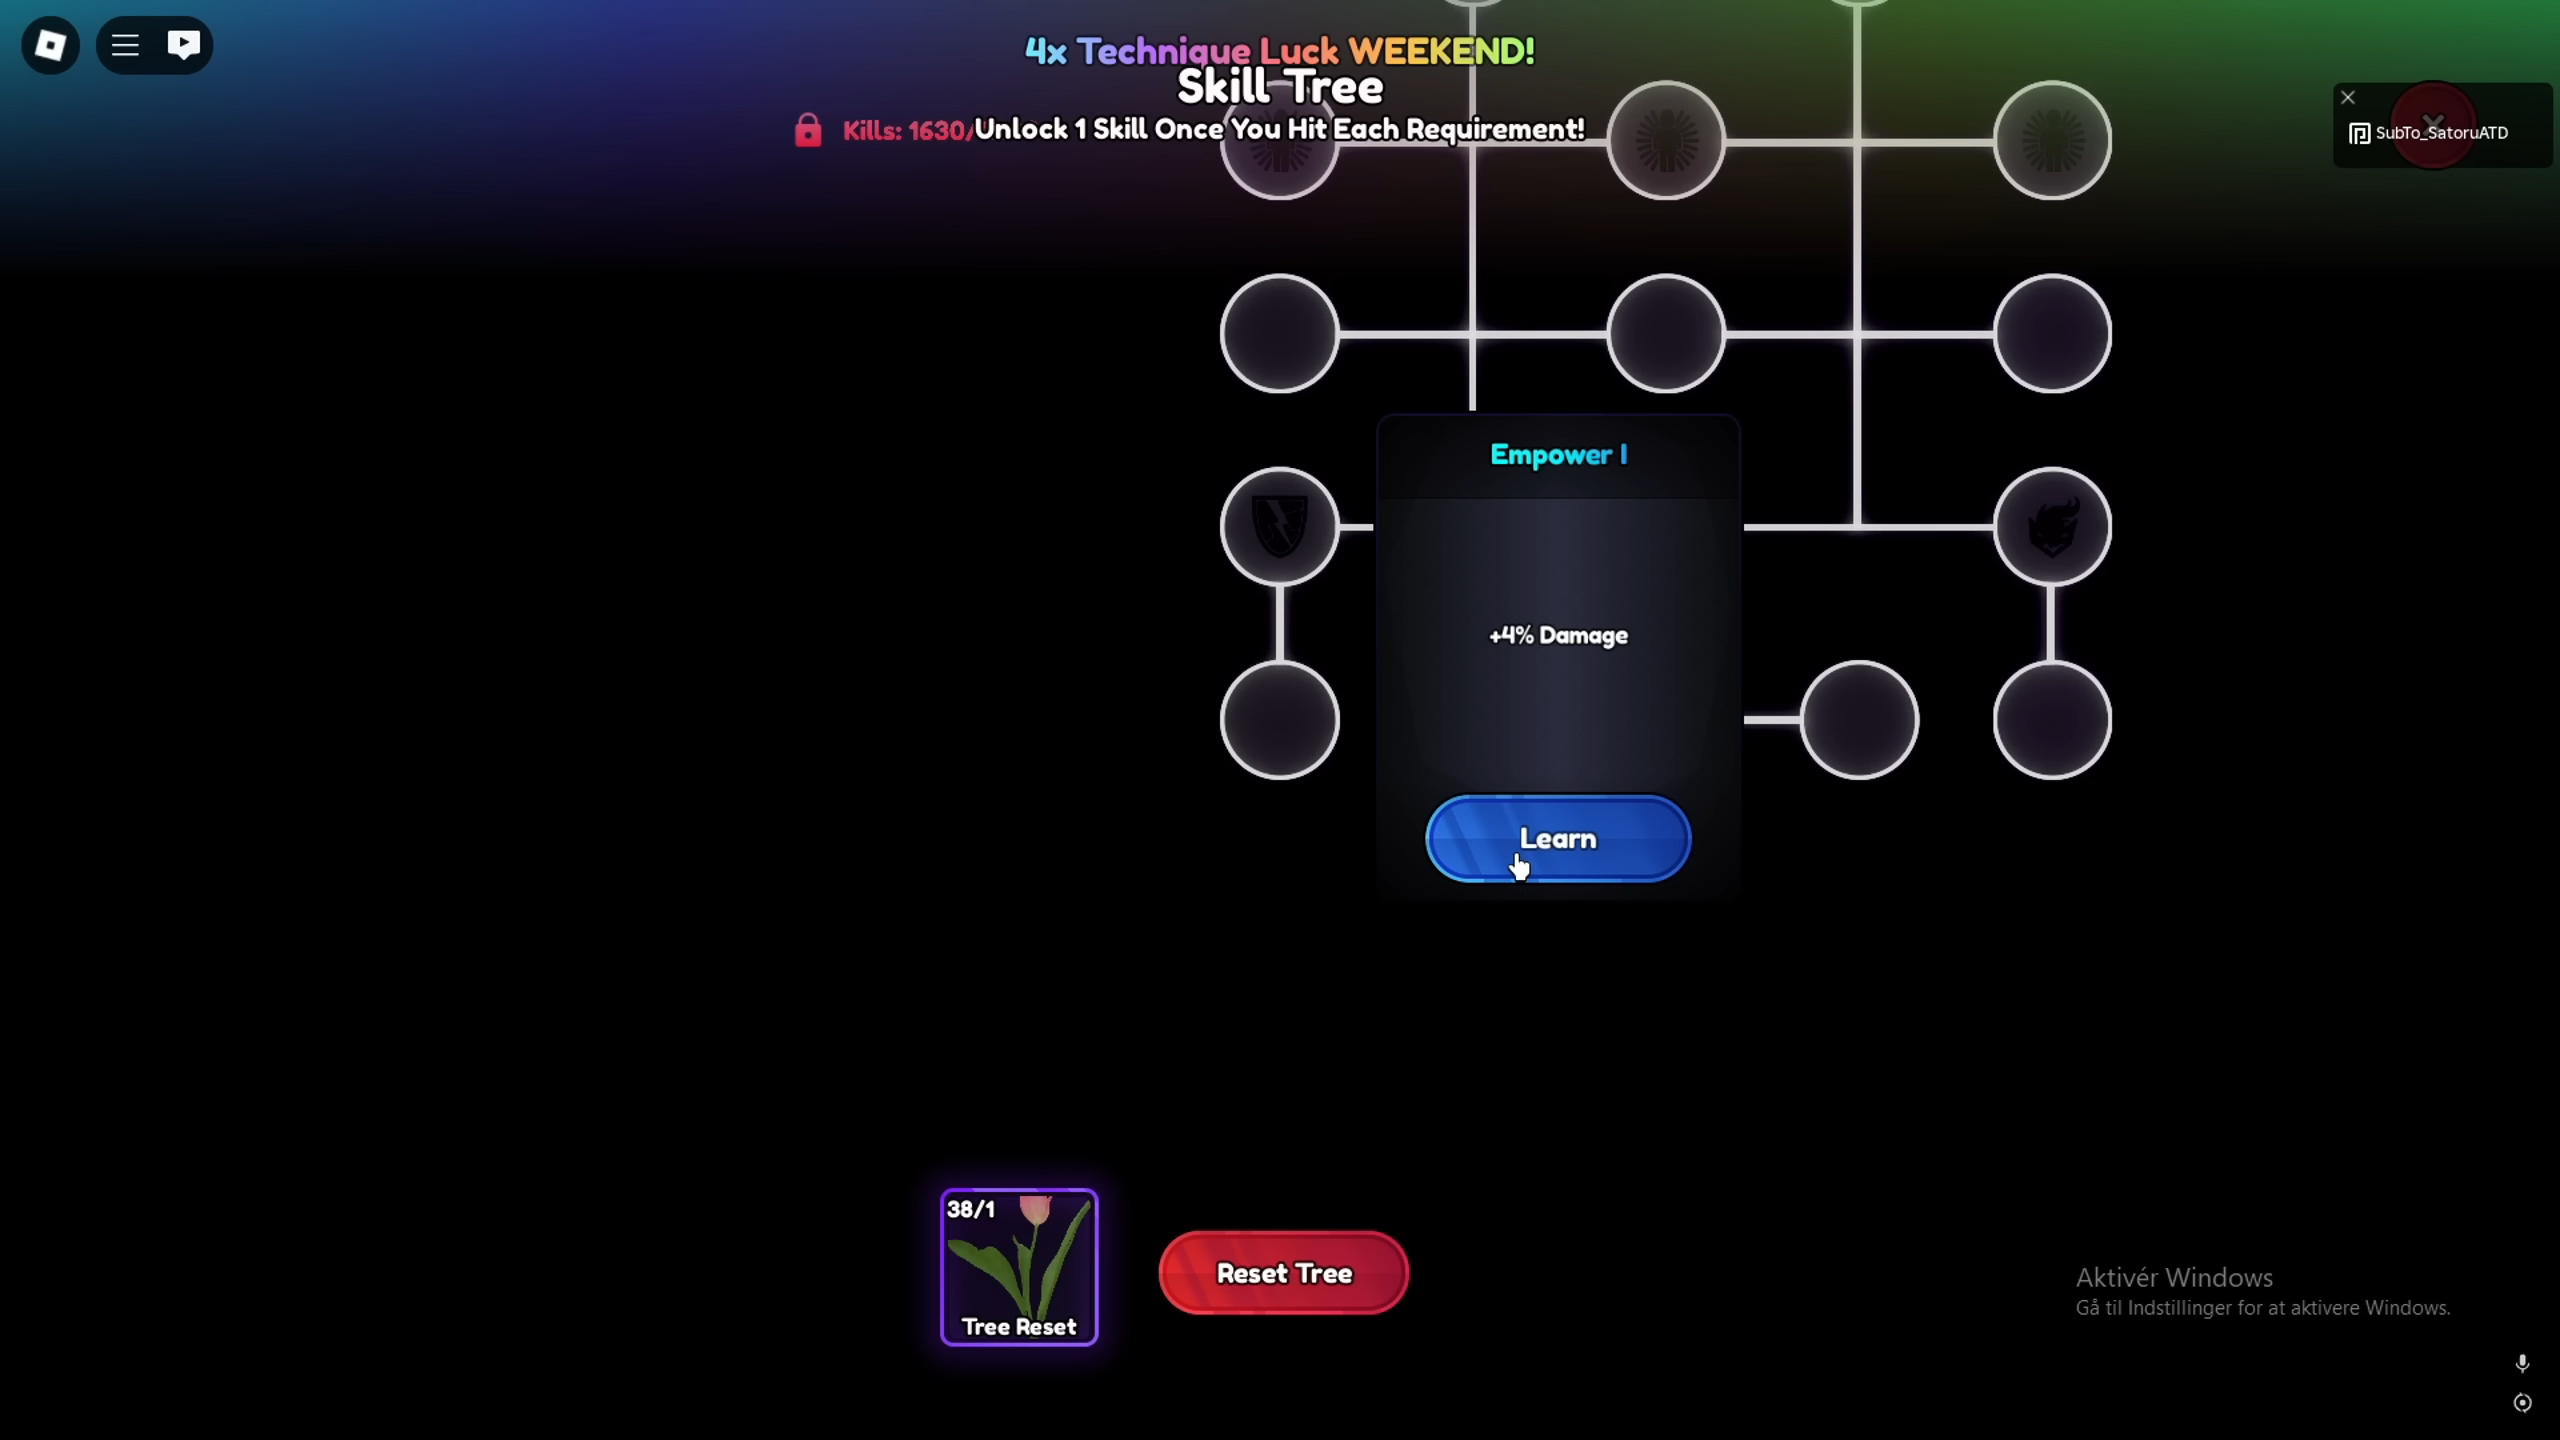 4x Technique Luck WEEKEND!
Skill Tree
Kills: 1630/
Unlock 1 Skill Once You Hit Each Requirement!
SubTo_SatoruATD
Empower I
+4% Damage
Learn
38/1
Tree Reset
Reset Tree
Aktivér Windows
Gå til Indstillinger for at aktivere Windows.